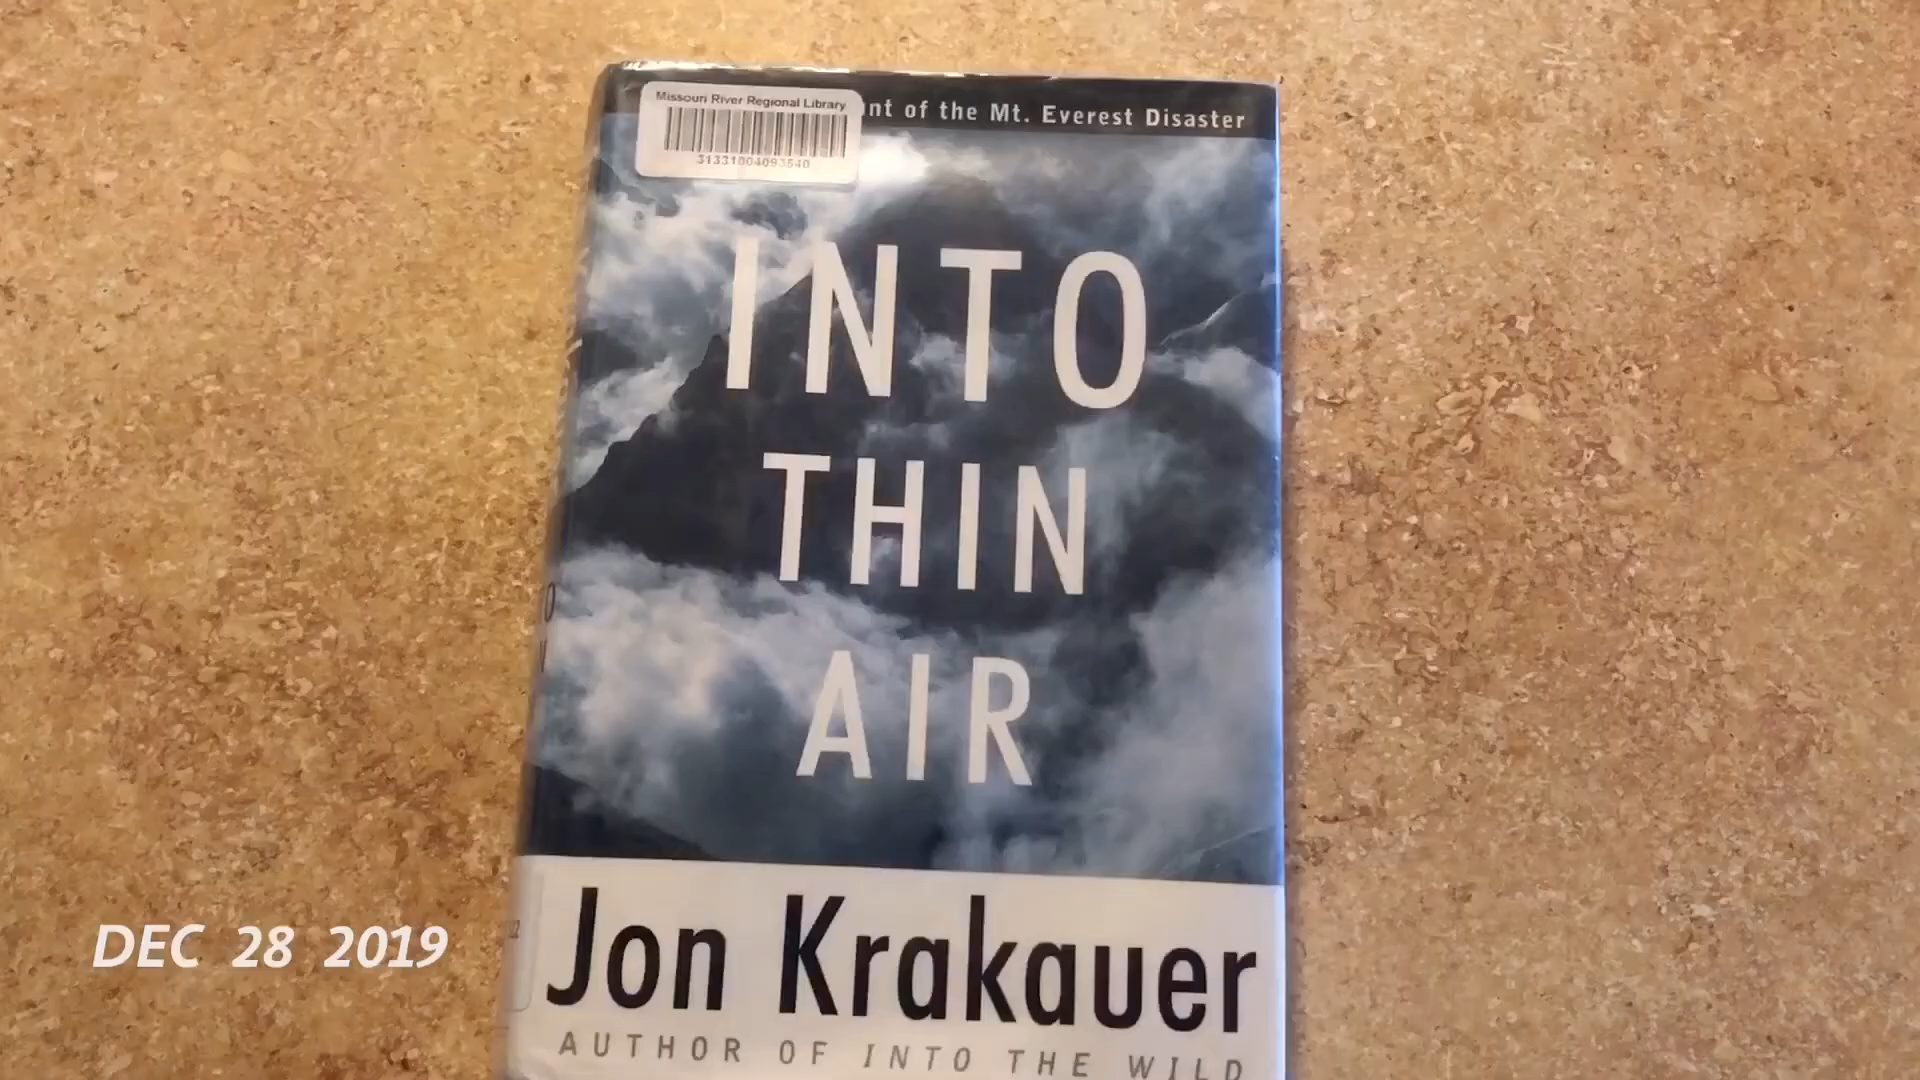 Missouri River Regional Library
of the Mt. Everest Disaster
31331004093540
INTO
THIN
AIR
Jon Krakauer
AUTHOR OF INTO THE WILD
DEC 28 2019